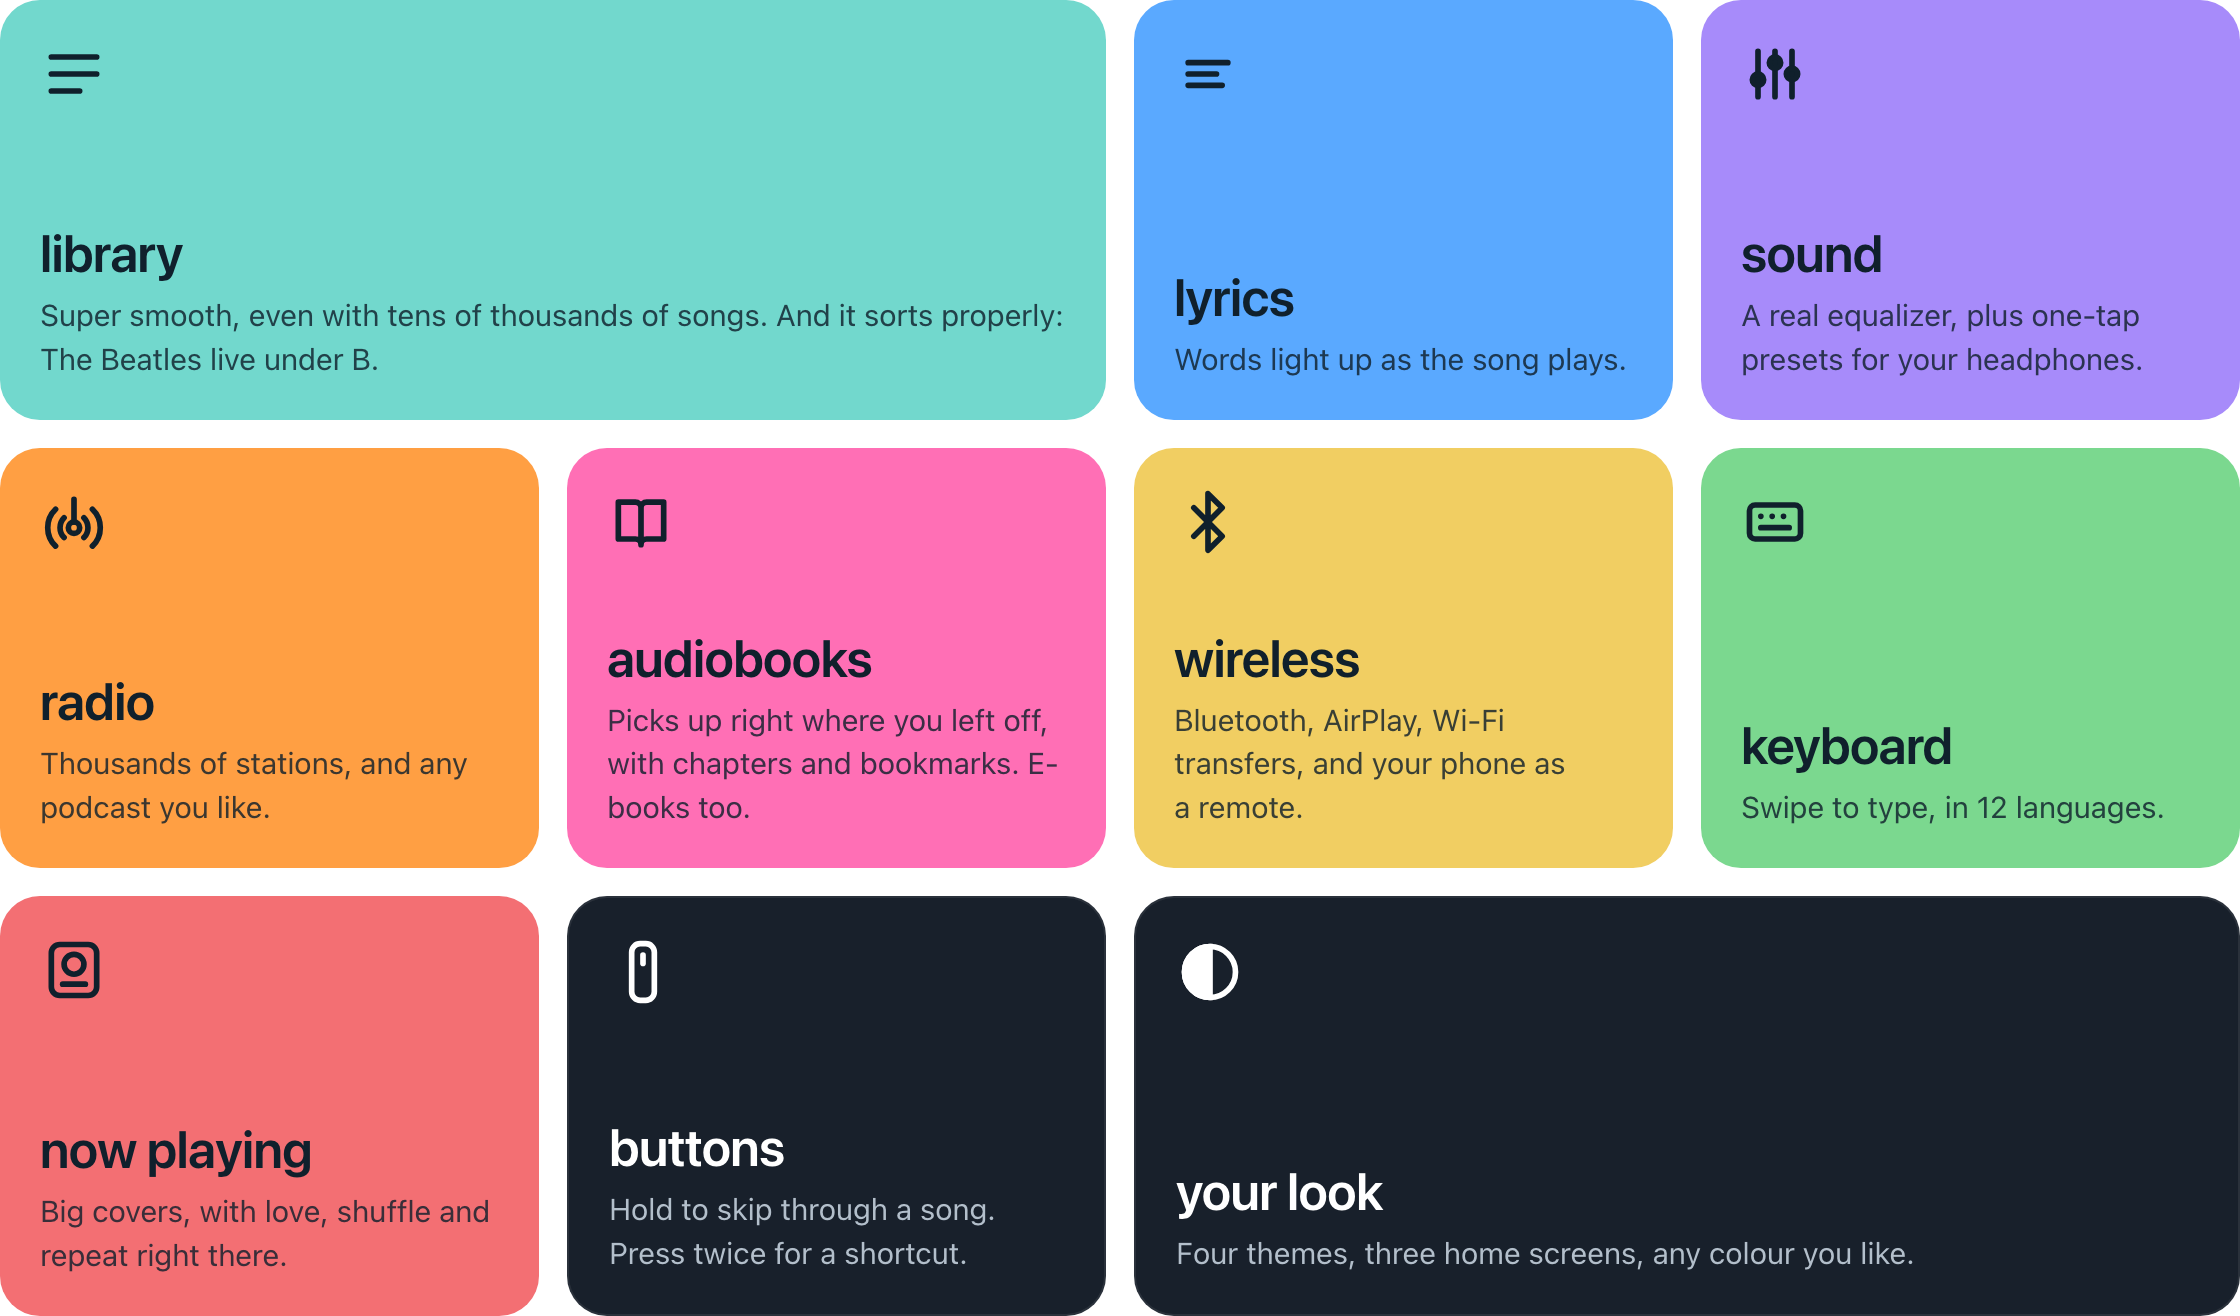 library
Super smooth, even with tens of thousands of songs. And it sorts properly:
The Beatles live under B.
lyrics
Words light up as the song plays.
sound
A real equalizer, plus one-tap
presets for your headphones.
radio
Thousands of stations, and any
podcast you like.
audiobooks
Picks up right where you left off,
with chapters and bookmarks. E-
books too.
wireless
Bluetooth, AirPlay, Wi-Fi
transfers, and your phone as
a remote.
keyboard
Swipe to type, in 12 languages.
now playing
Big covers, with love, shuffle and
repeat right there.
buttons
Hold to skip through a song.
Press twice for a shortcut.
your look
Four themes, three home screens, any colour you like.